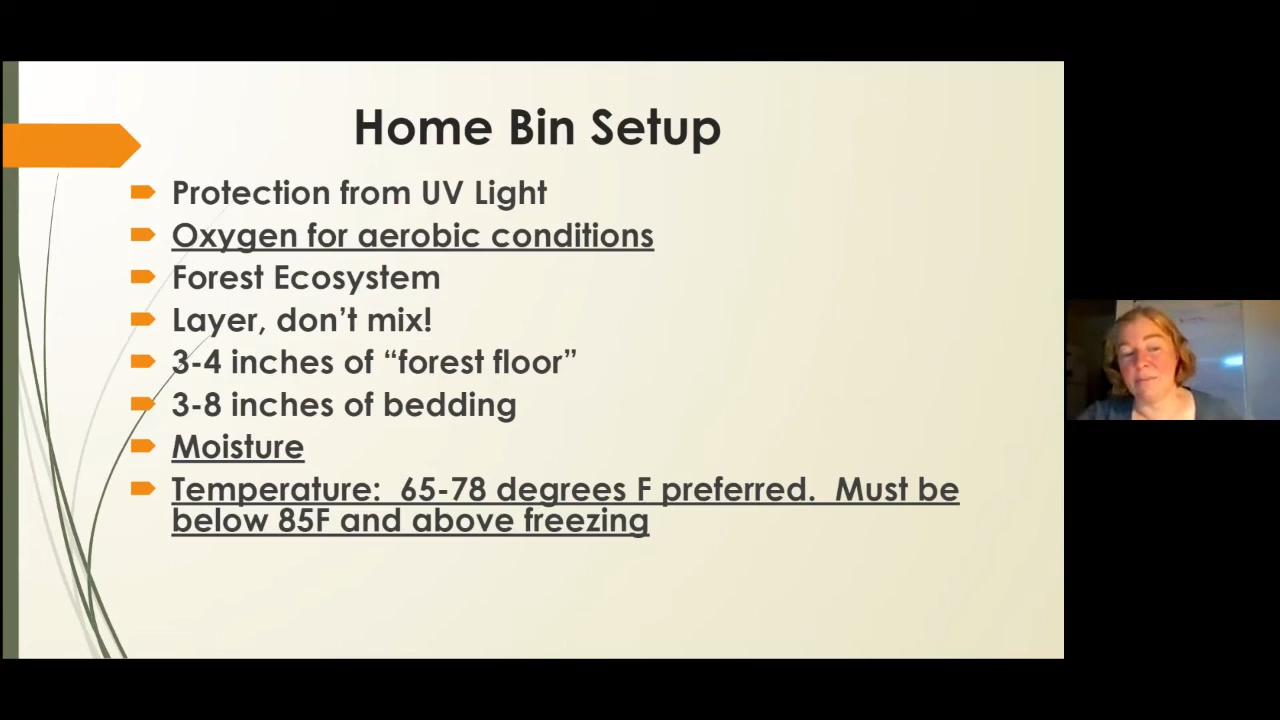 Home Bin Setup
Protection from UV Light
Oxygen for aerobic conditions
Forest Ecosystem
Layer, don’t mix!
3-4 inches of “forest floor”
3-8 inches of bedding
Moisture
Temperature:  65-78 degrees F preferred.  Must be
below 85F and above freezing